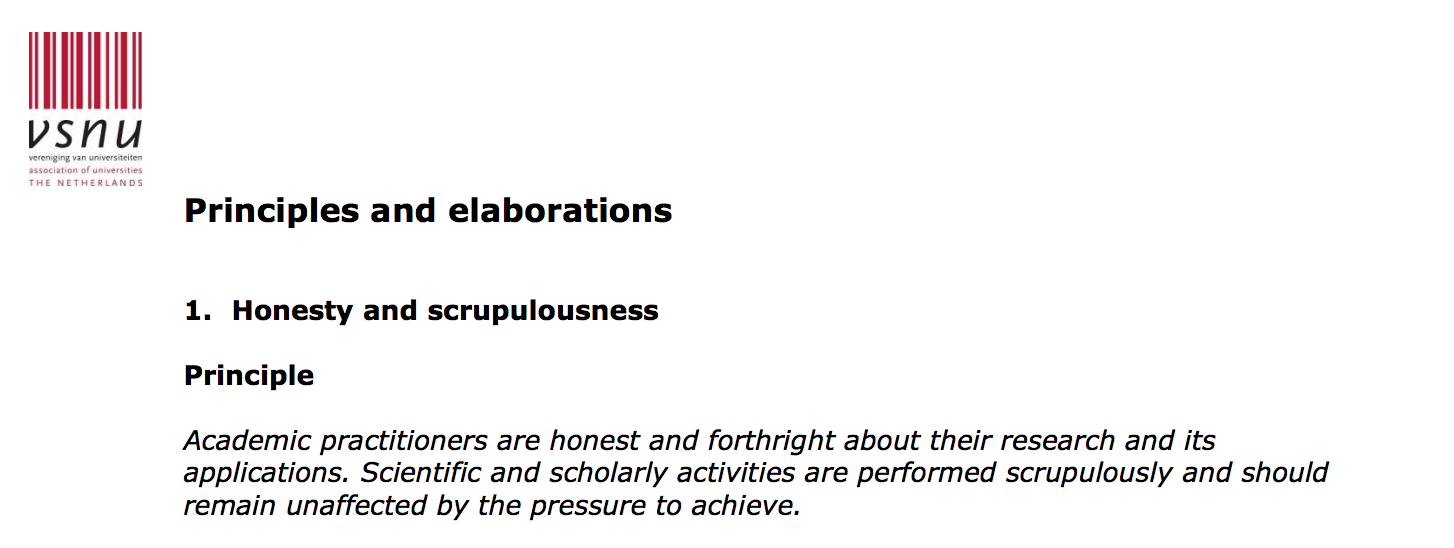 vsnu
vereniging van universiteiten
association of universities
THE NETHERLANDS
Principles and elaborations
1. Honesty and scrupulousness
Principle
Academic practitioners are honest and forthright about their research and its
applications. Scientific and scholarly activities are performed scrupulously and should
remain unaffected by the pressure to achieve.